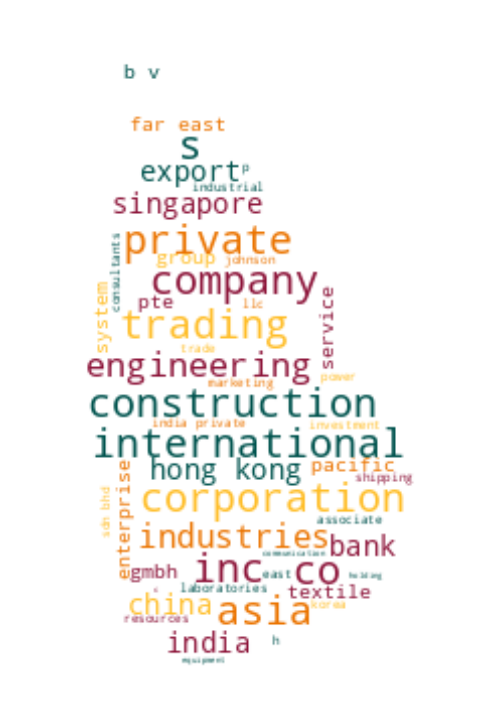 b v
far east
s
export p
industrial
singapore
private
consultants
group johnson
company
system
pte llc
service
trading
trade
engineering
power
marketing
construction
india private investment
international
hong kong pacific
shipping
enterprise
sdn bhd
corporation
associate
industries
bank
communication
gmbh inc east co holding
laboratories textile
china asia korea
resources
india h
equipment